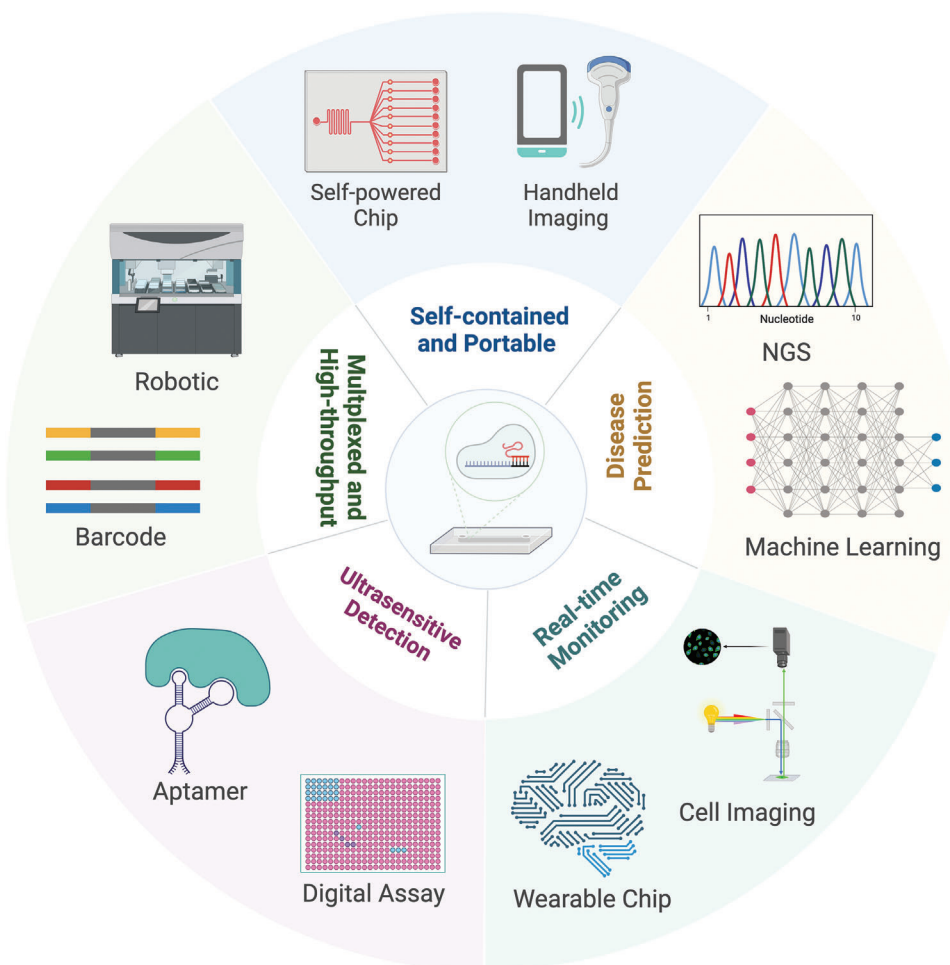 Self-powered
Chip
Handheld
Imaging
Self-contained
and Portable
1
Nucleotide
10
NGS
Disease
Prediction
Machine Learning
Real-time
Monitoring
Cell Imaging
Wearable Chip
Ultrasensitive
Detection
Aptamer
Digital Assay
Multplexed and
High-throughput
Robotic
Barcode